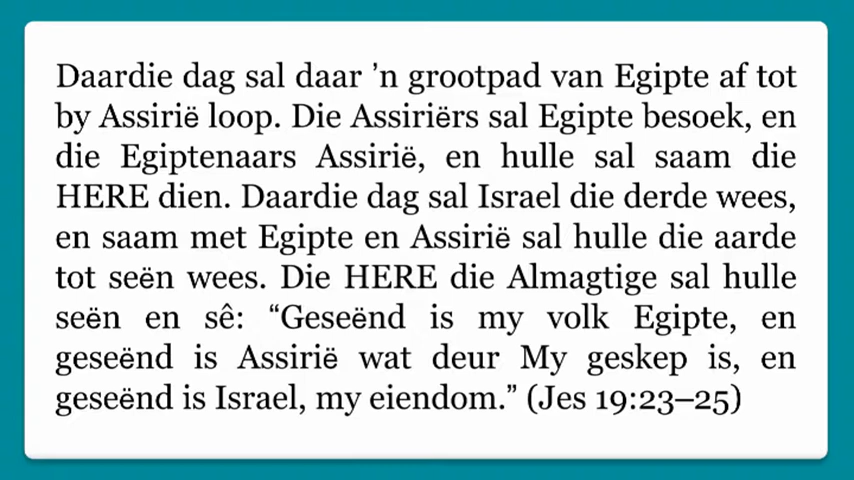 Daardie dag sal daar ’n grootpad van Egipte af tot
by Assirië loop. Die Assiriërs sal Egipte besoek, en
die Egiptenaars Assirië, en hulle sal saam die
HERE dien. Daardie dag sal Israel die derde wees,
en saam met Egipte en Assirië sal hulle die aarde
tot seën wees. Die HERE die Almagtige sal hulle
seën en sê: “Geseënd is my volk Egipte, en
geseënd is Assirië wat deur My geskep is, en
geseënd is Israel, my eiendom.” (Jes 19:23–25)